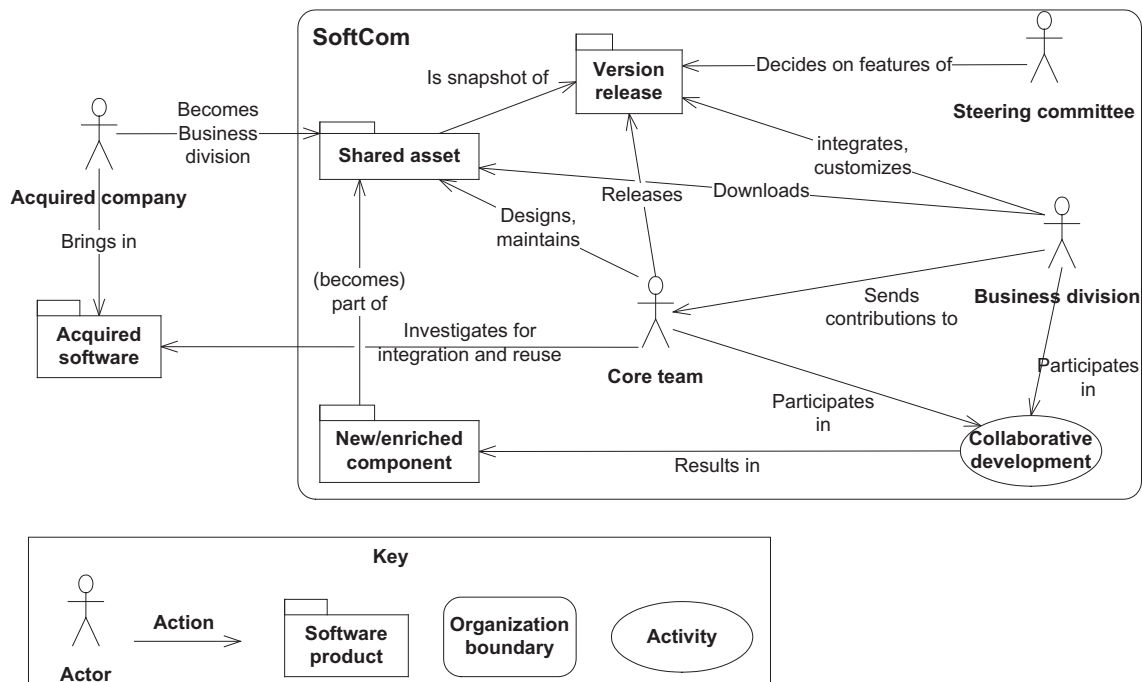 SoftCom
Version
release
Is snapshot of
Decides on features of
Steering committee
Becomes
Business
division
Acquired company
Shared asset
integrates,
customizes
Downloads
Releases
Designs,
maintains
Brings in
(becomes)
part of
Business division
Sends
contributions to
Acquired
software
Investigates for
integration and reuse
Core team
Participates
in
Participates
in
New/enriched
component
Results in
Collaborative
development
Key
Actor
Action
Software
product
Organization
boundary
Activity